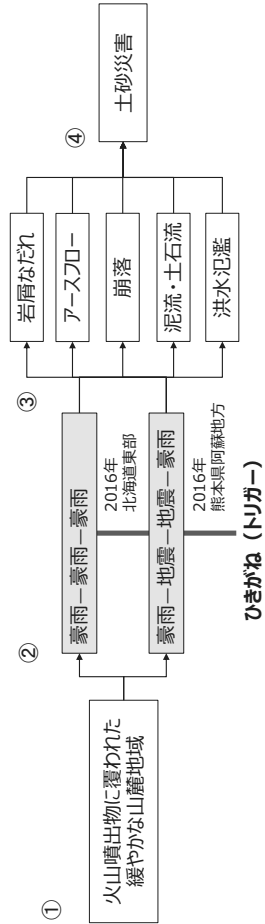 ①
火山噴出物に覆われた
緩やかな山麓地域
②
豪雨－豪雨－豪雨
2016年
北海道東部
豪雨－地震－地震－豪雨
2016年
熊本県阿蘇地方
ひきがね（トリガー）
③
岩屑なだれ
アースフロー
崩落
泥流・土石流
洪水氾濫
④
土砂災害